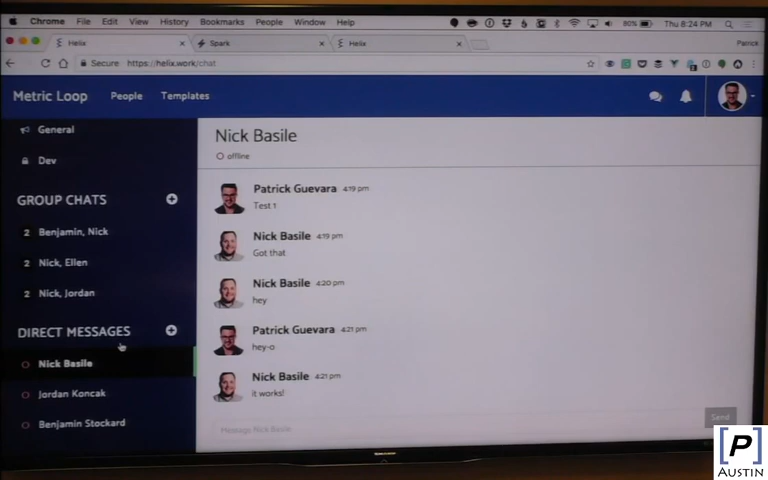 Chrome File Edit View History Bookmarks People Window Help 80% Thu 8:24 PM
Helix Spark Helix Patrick
Secure https://helix.work/chat
Metric Loop People Templates
General
Dev
GROUP CHATS
2 Benjamin, Nick
2 Nick, Ellen
2 Nick, Jordan
DIRECT MESSAGES
Nick Basile
Jordan Koncak
Benjamin Stockard
Nick Basile
offline
Patrick Guevara 4:19 pm
Test 1
Nick Basile 4:19 pm
Got that
Nick Basile 4:20 pm
hey
Patrick Guevara 4:21 pm
hey-o
Nick Basile 4:21 pm
it works!
Message Nick Basile
Send
[P]
AUSTIN